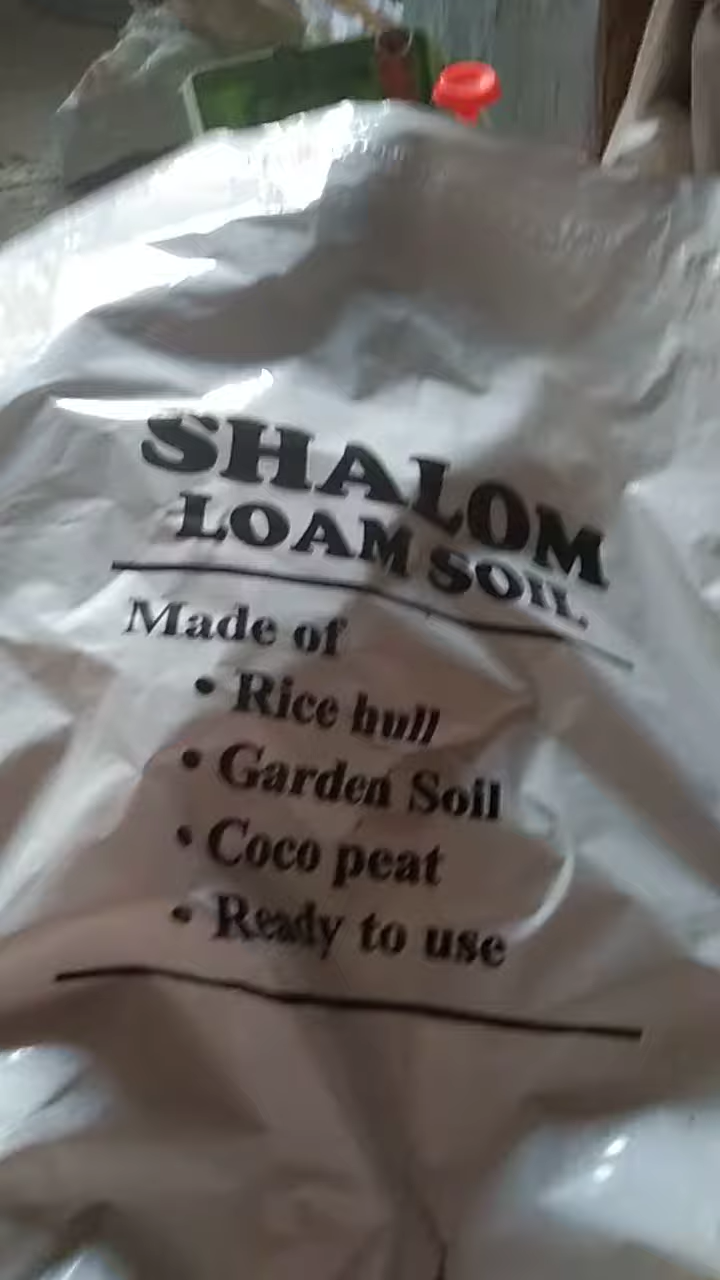 SHALOM
LOAM SOIL
Made of
• Rice hull
• Garden Soil
• Coco peat
• Ready to use